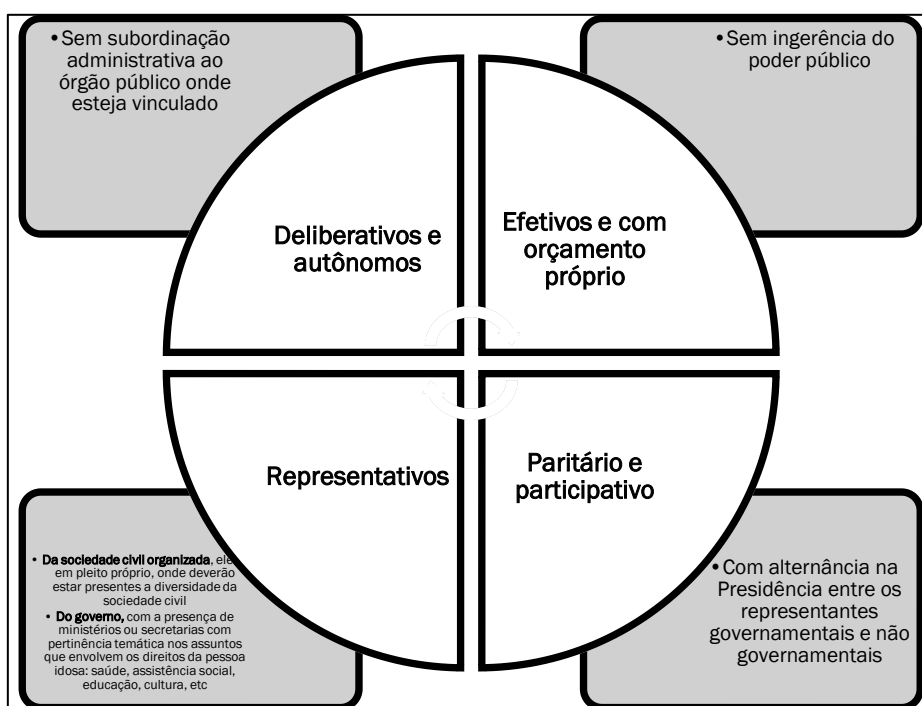 •Sem subordinação
administrativa ao
órgão público onde
esteja vinculado
•Sem ingerência do
poder público
Deliberativos e
autônomos
Efetivos e com
orçamento
próprio
Representativos
Paritário e
participativo
• Da sociedade civil organizada,
em pleito próprio, onde deverão
estar presentes a diversidade da
sociedade civil
• Do governo, com a presença de
ministérios ou secretarias com
pertinência temática nos assuntos
que envolvem os direitos da pessoa
idosa: saúde, assistência social,
educação, cultura, etc
•Com alternância na
Presidência entre os
representantes
governamentais e não
governamentais